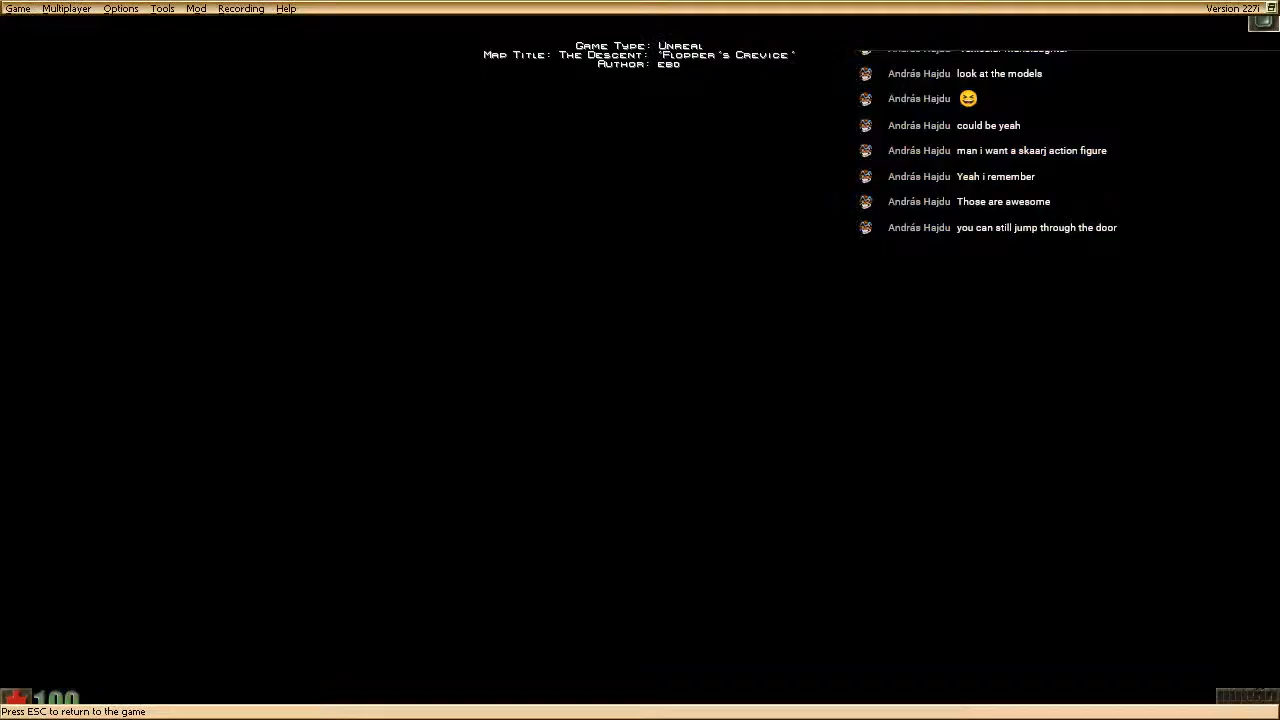 Game Multiplayer Options Tools Mod Recording Help Version 227i
Game Type: Unreal
Map Title: The Descent: "Flopper's Crevice"
Author: EBD
András Hajdu look at the models
András Hajdu 😆
András Hajdu could be yeah
András Hajdu man i want a skaarj action figure
András Hajdu Yeah i remember
András Hajdu Those are awesome
András Hajdu you can still jump through the door
100
Press ESC to return to the game